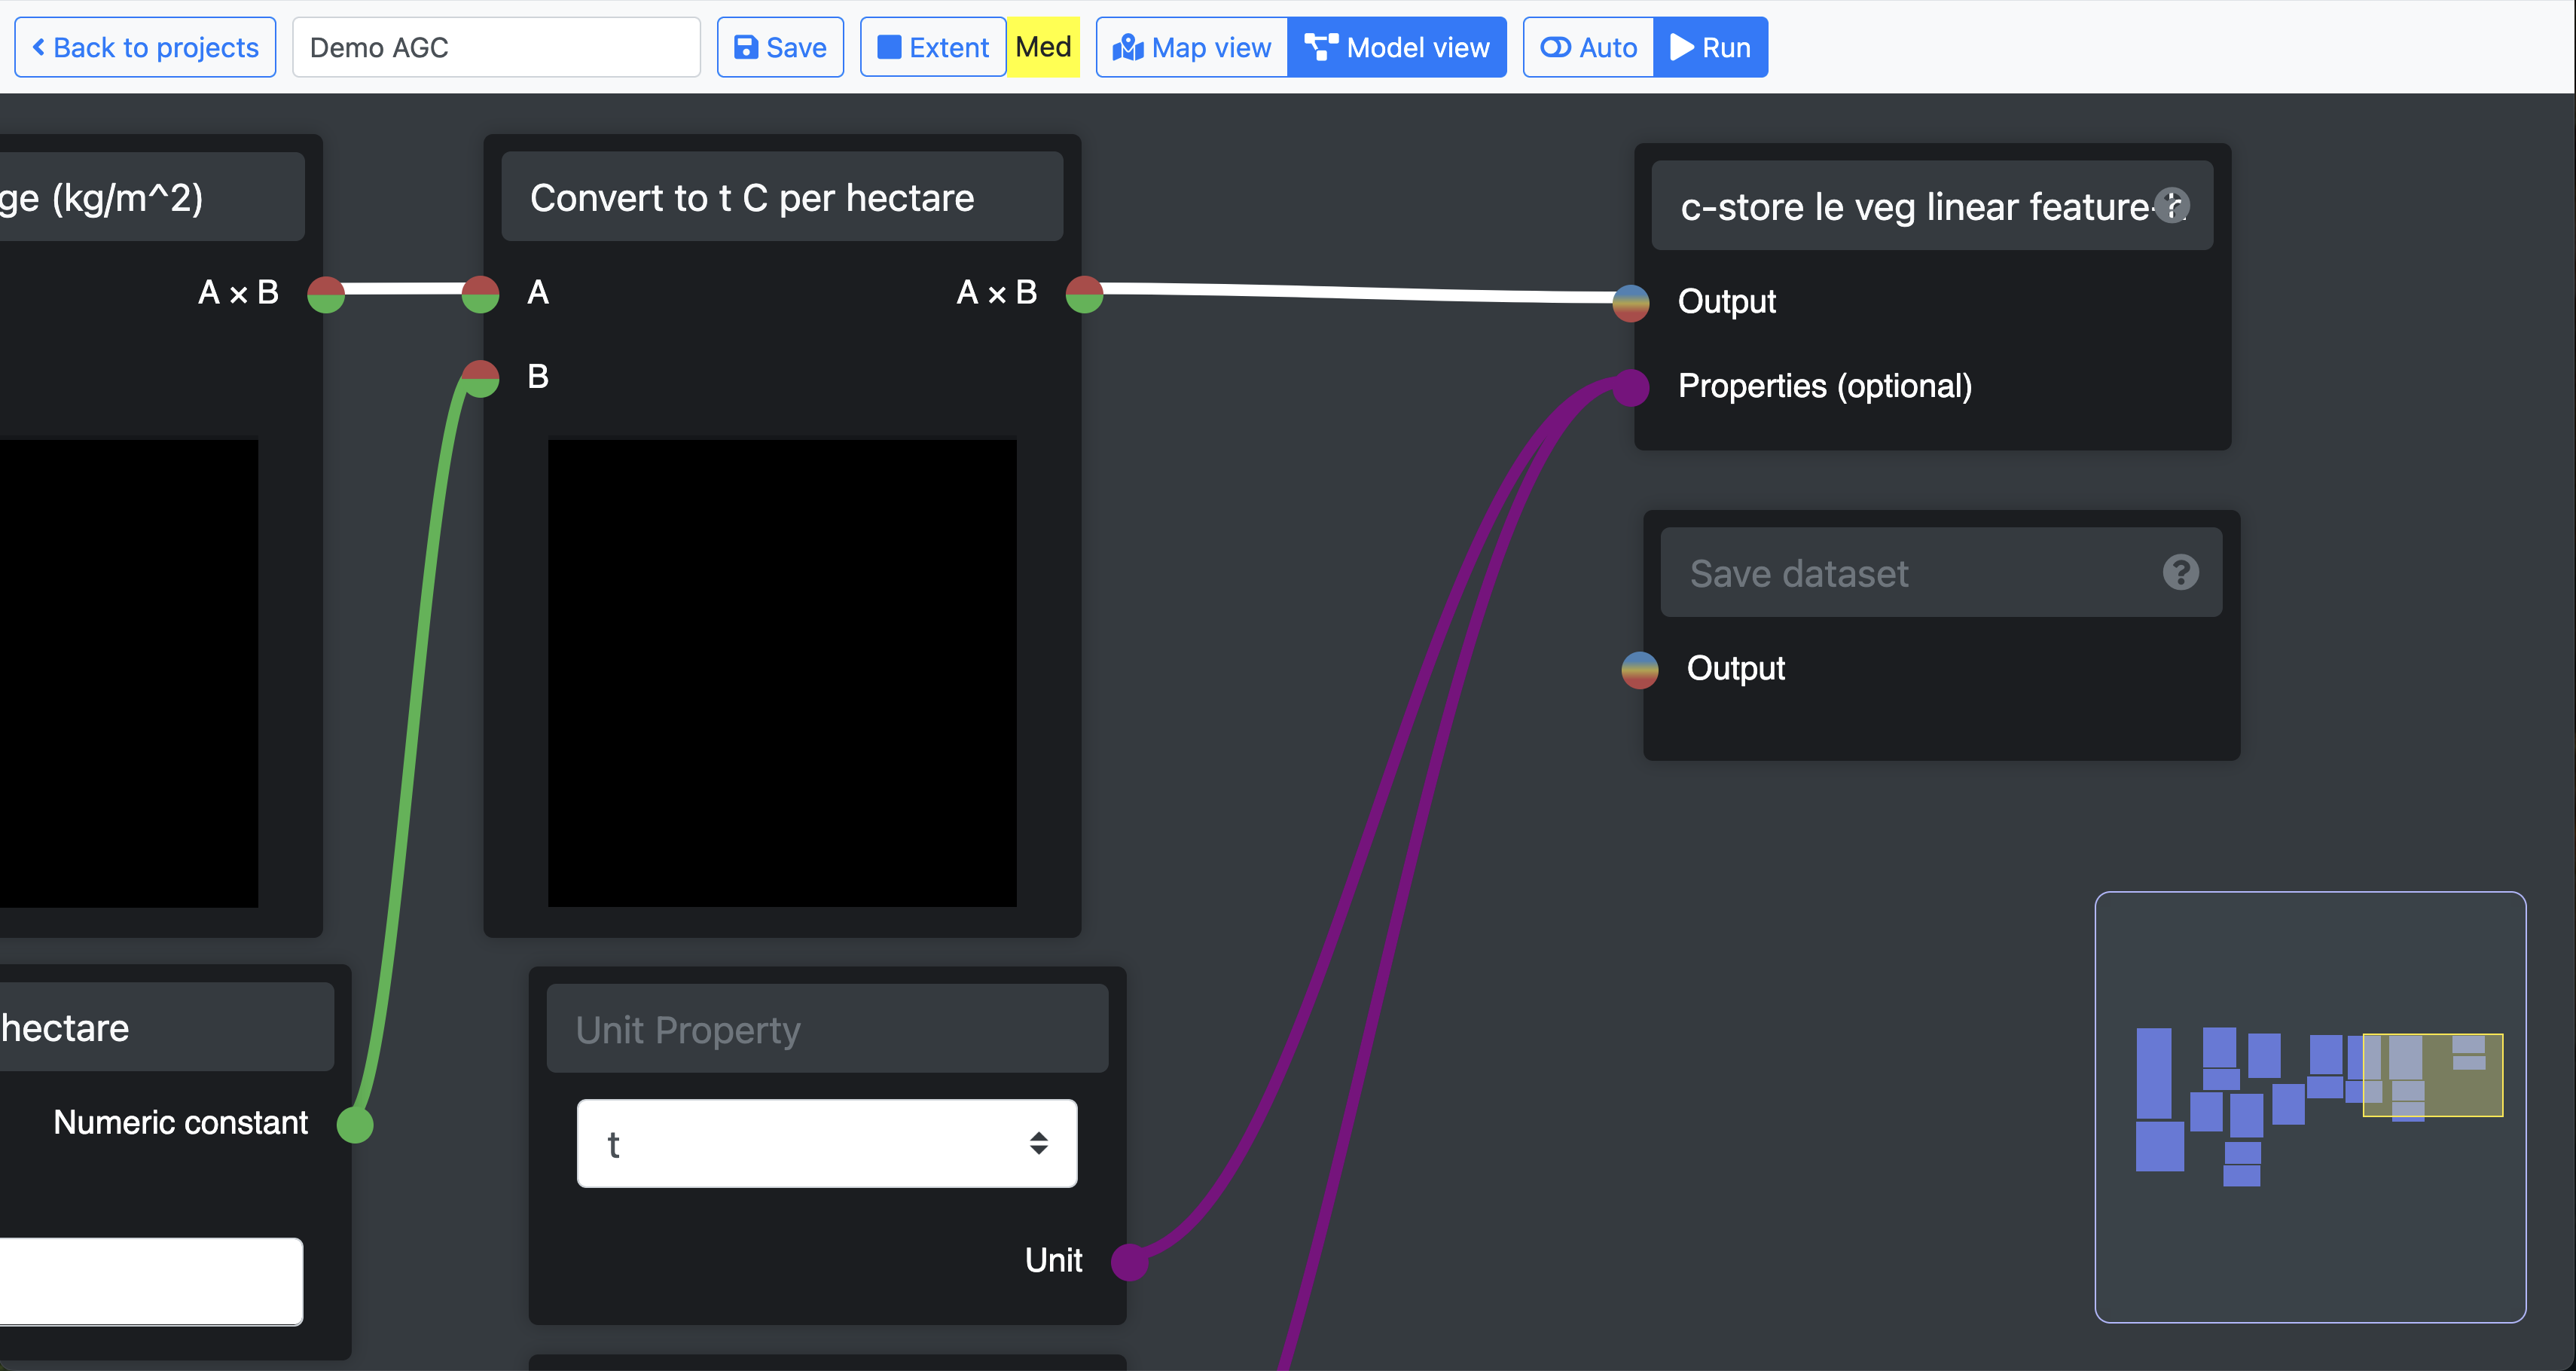 Back to projects
Demo AGC
Save
Extent
Med
Map view
Model view
Auto
Run
ge (kg/m^2)
A × B
Convert to t C per hectare
A
A × B
B
c-store le veg linear feature-
Output
Properties (optional)
Save dataset
Output
hectare
Numeric constant
Unit Property
t
Unit